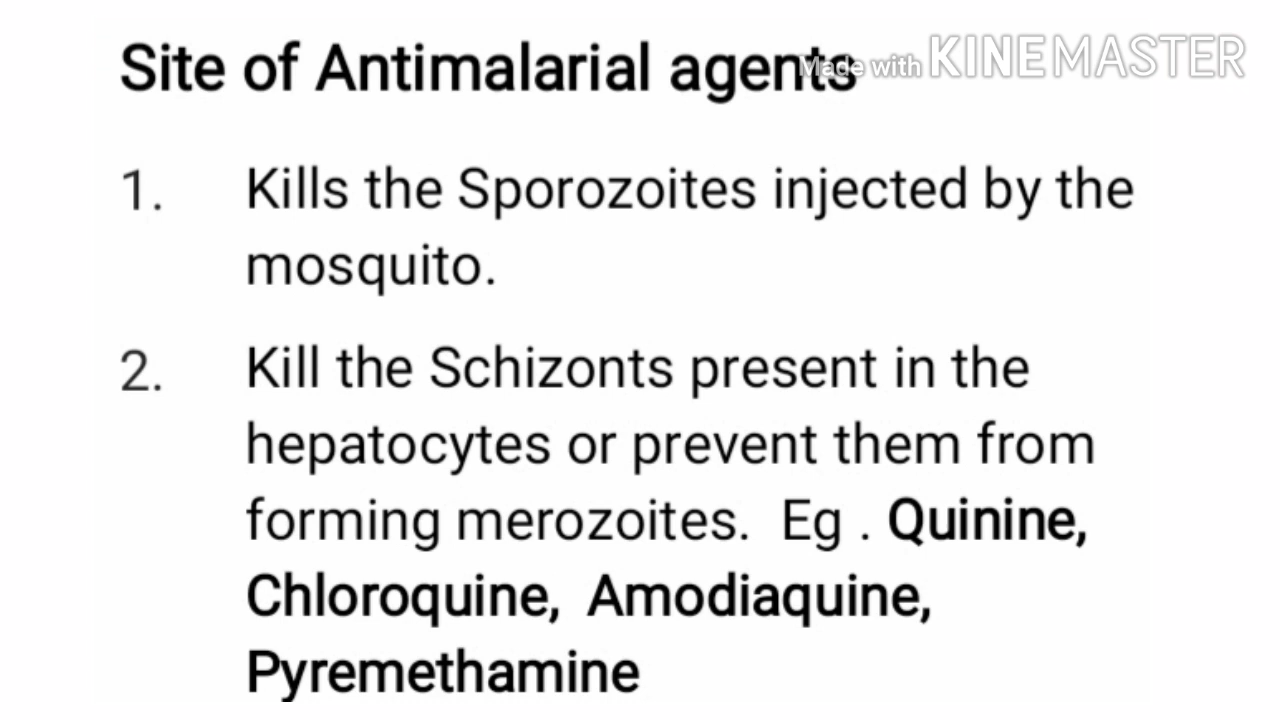 Site of Antimalarial agents
Made with KINEMASTER
1. Kills the Sporozoites injected by the
mosquito.
2. Kill the Schizonts present in the
hepatocytes or prevent them from
forming merozoites. Eg . Quinine,
Chloroquine, Amodiaquine,
Pyremethamine